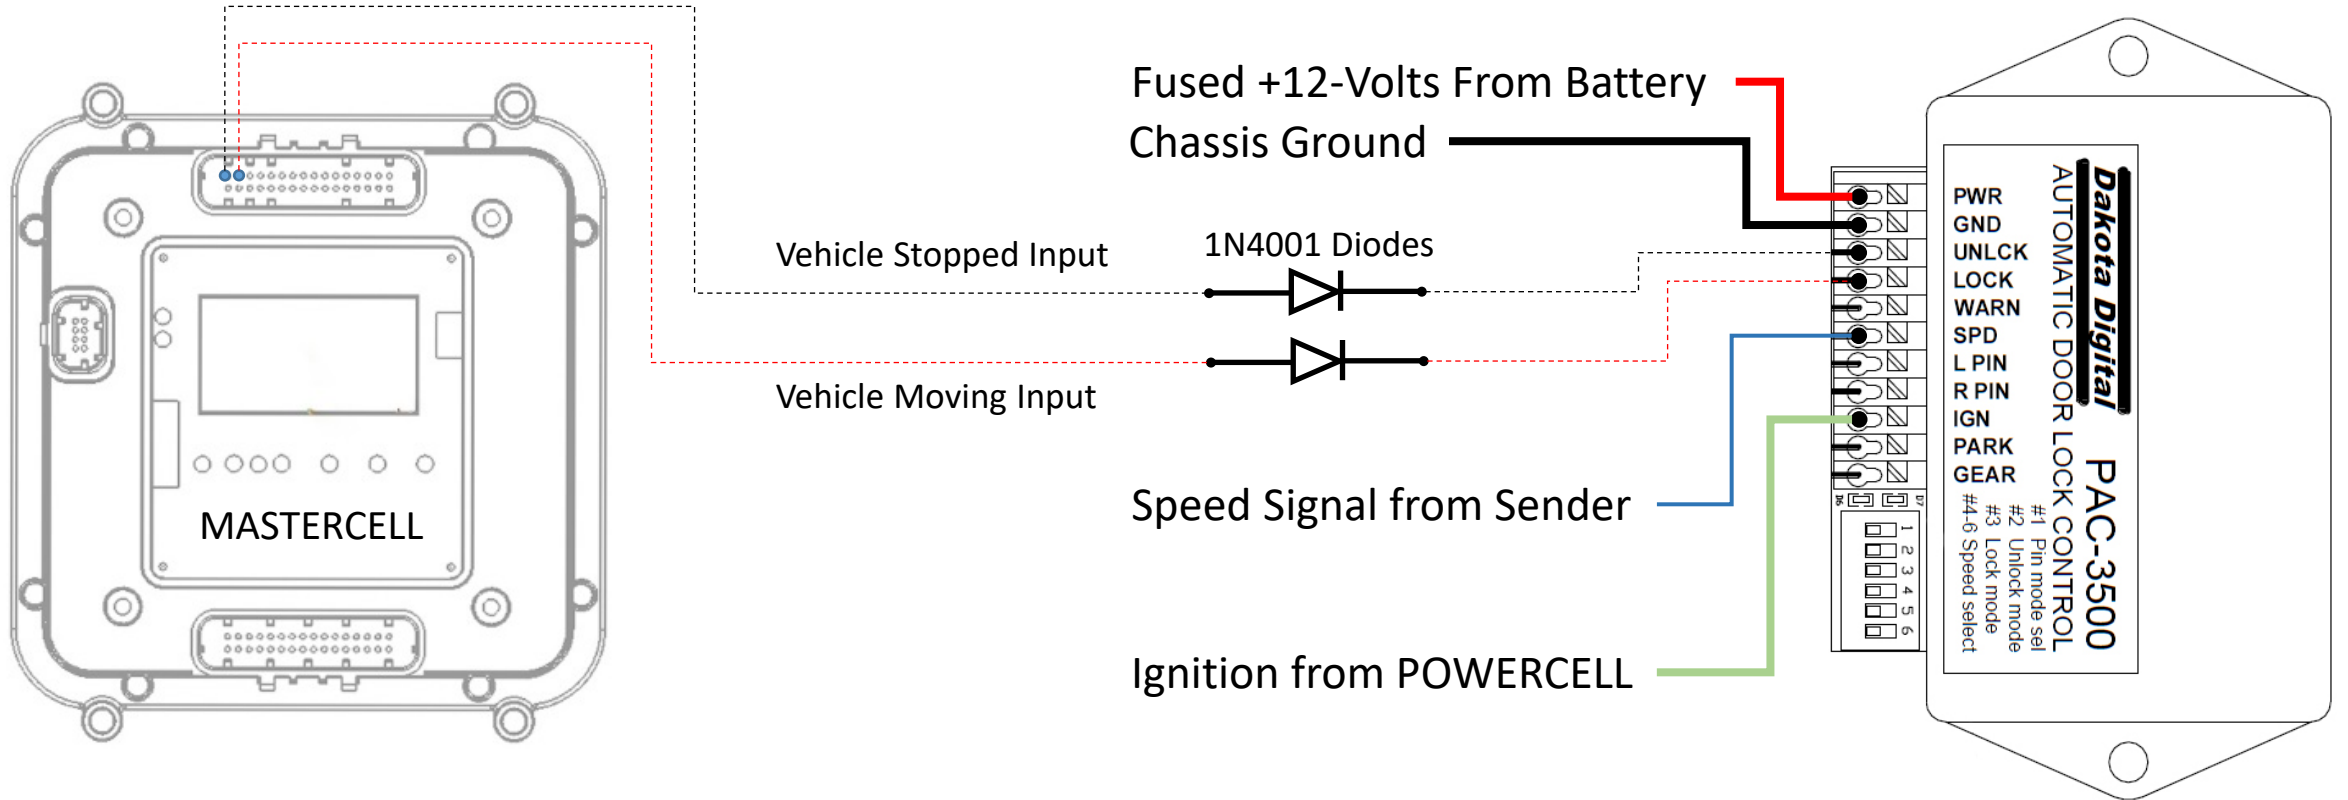 Fused +12-Volts From Battery
Chassis Ground
Vehicle Stopped Input
1N4001 Diodes
Vehicle Moving Input
Speed Signal from Sender
Ignition from POWERCELL
MASTERCELL
PWR
GND
UNLCK
LOCK
WARN
SPD
L PIN
R PIN
IGN
PARK
GEAR
D6
D7
1
2
3
4
5
6
Dakota Digital PAC-3500
AUTOMATIC DOOR LOCK CONTROL
#1 Pin mode sel
#2 Unlock mode
#3 Lock mode
#4-6 Speed select